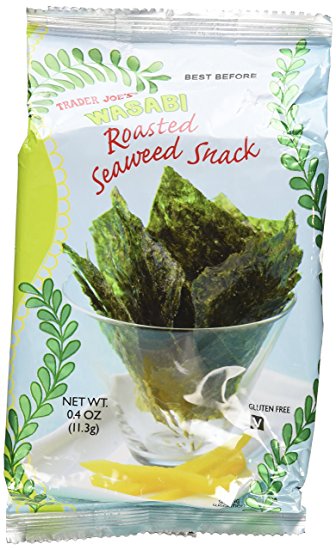 BEST BEFORE
TRADER JOE'S
WASABI
Roasted
Seaweed Snack
NET WT.
0.4 OZ
(11.3g)
GLUTEN FREE
V